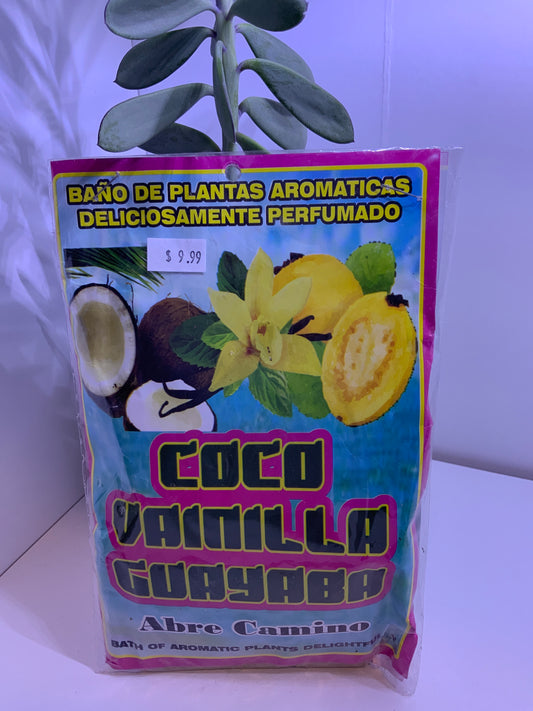 BAÑO DE PLANTAS AROMATICAS
DELICIOSAMENTE PERFUMADO
$ 9.99
COCO
VAINILLA
GUAYABA
Abre Camino
BATH OF AROMATIC PLANTS